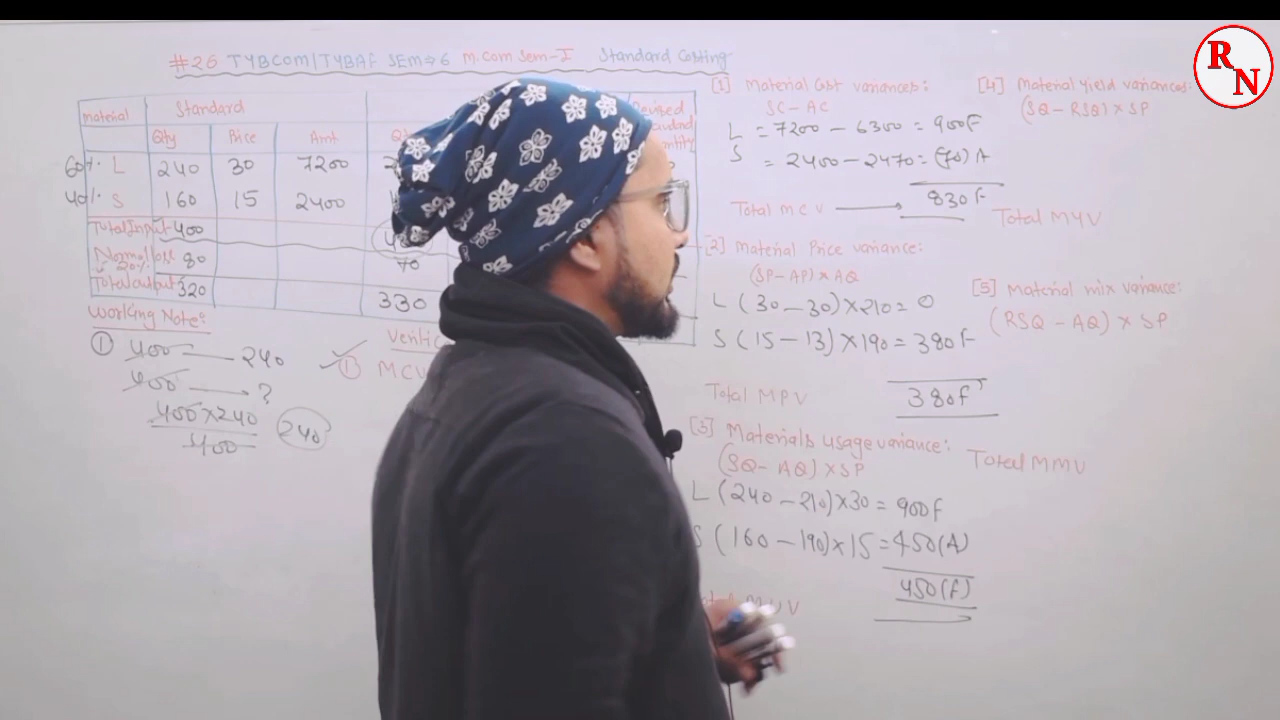 #26 TYBCOM/TYBAF SEM⇒6 M.Com Sem-I Standard Costing
Material Standard Revised
Qty Price Amt Quantity
60% L 240 30 7200
40% S 160 15 2400
Total Input 400
Normal 80 70
20%
Total output 320 330
Working Note:
① 400 — 240
400 → ?
400×240
400
240
① MCV
[1] Material Cost variances:
SC - AC
L = 7200 - 6300 = 900F
S = 2400 - 2470 = (70) A
830F
Total MCV
[2] Material Price variance:
(SP-AP) × AQ
L (30-30) × 210 = 0
S (15-13) × 190 = 380F
Total MPV 380F
[3] Materials usage variance:
(SQ-AQ) × SP
L (240-210) × 30 = 900F
S (160-190) × 15 = 450(A)
450(F)
[4] Material Yield variances:
(SQ-RSQ) × SP
Total MYV
[5] Material mix variance:
(RSQ - AQ) × SP
Total MMV
RN